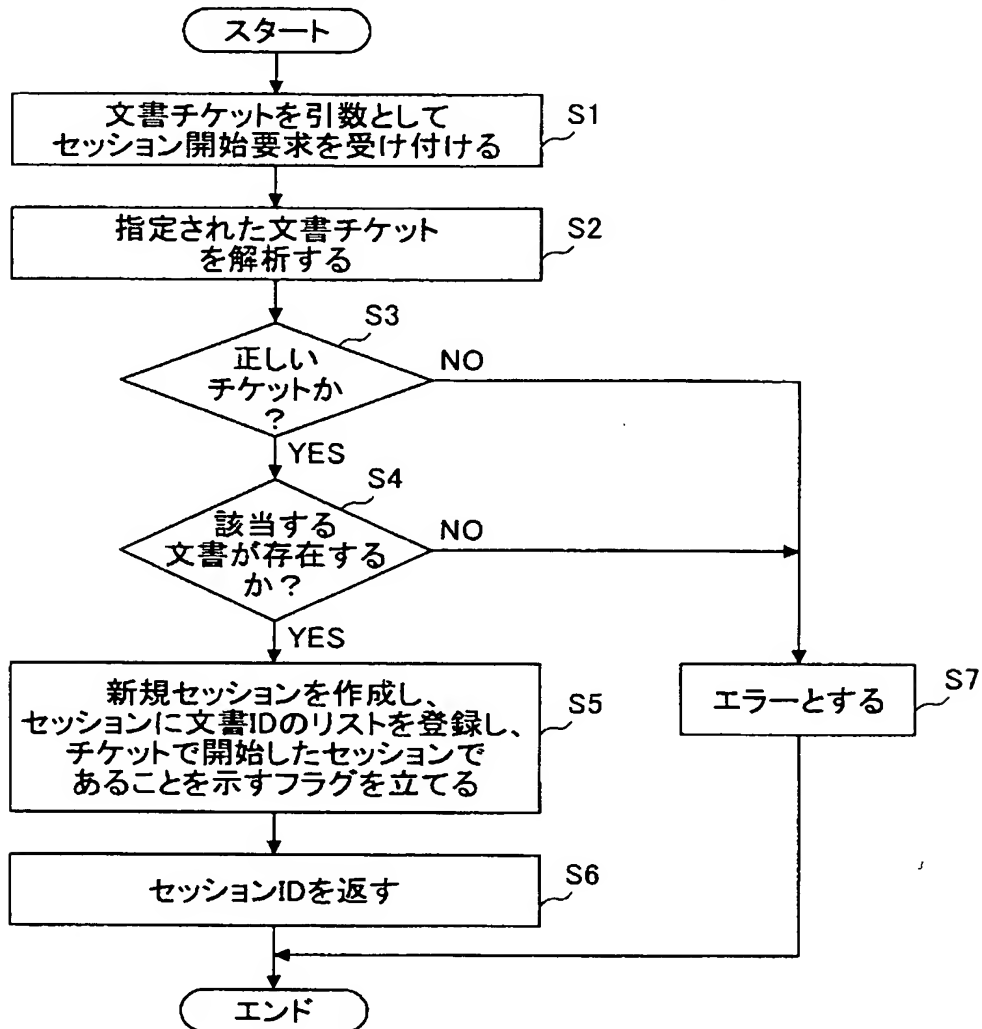 スタート
文書チケットを引数として
セッション開始要求を受け付ける
S1
指定された文書チケット
を解析する
S2
S3
正しい
チケットか
？
NO
YES
S4
該当する
文書が存在する
か？
NO
YES
新規セッションを作成し、
セッションに文書IDのリストを登録し、
チケットで開始したセッションで
あることを示すフラグを立てる
S5
エラーとする
S7
セッションIDを返す
S6
エンド